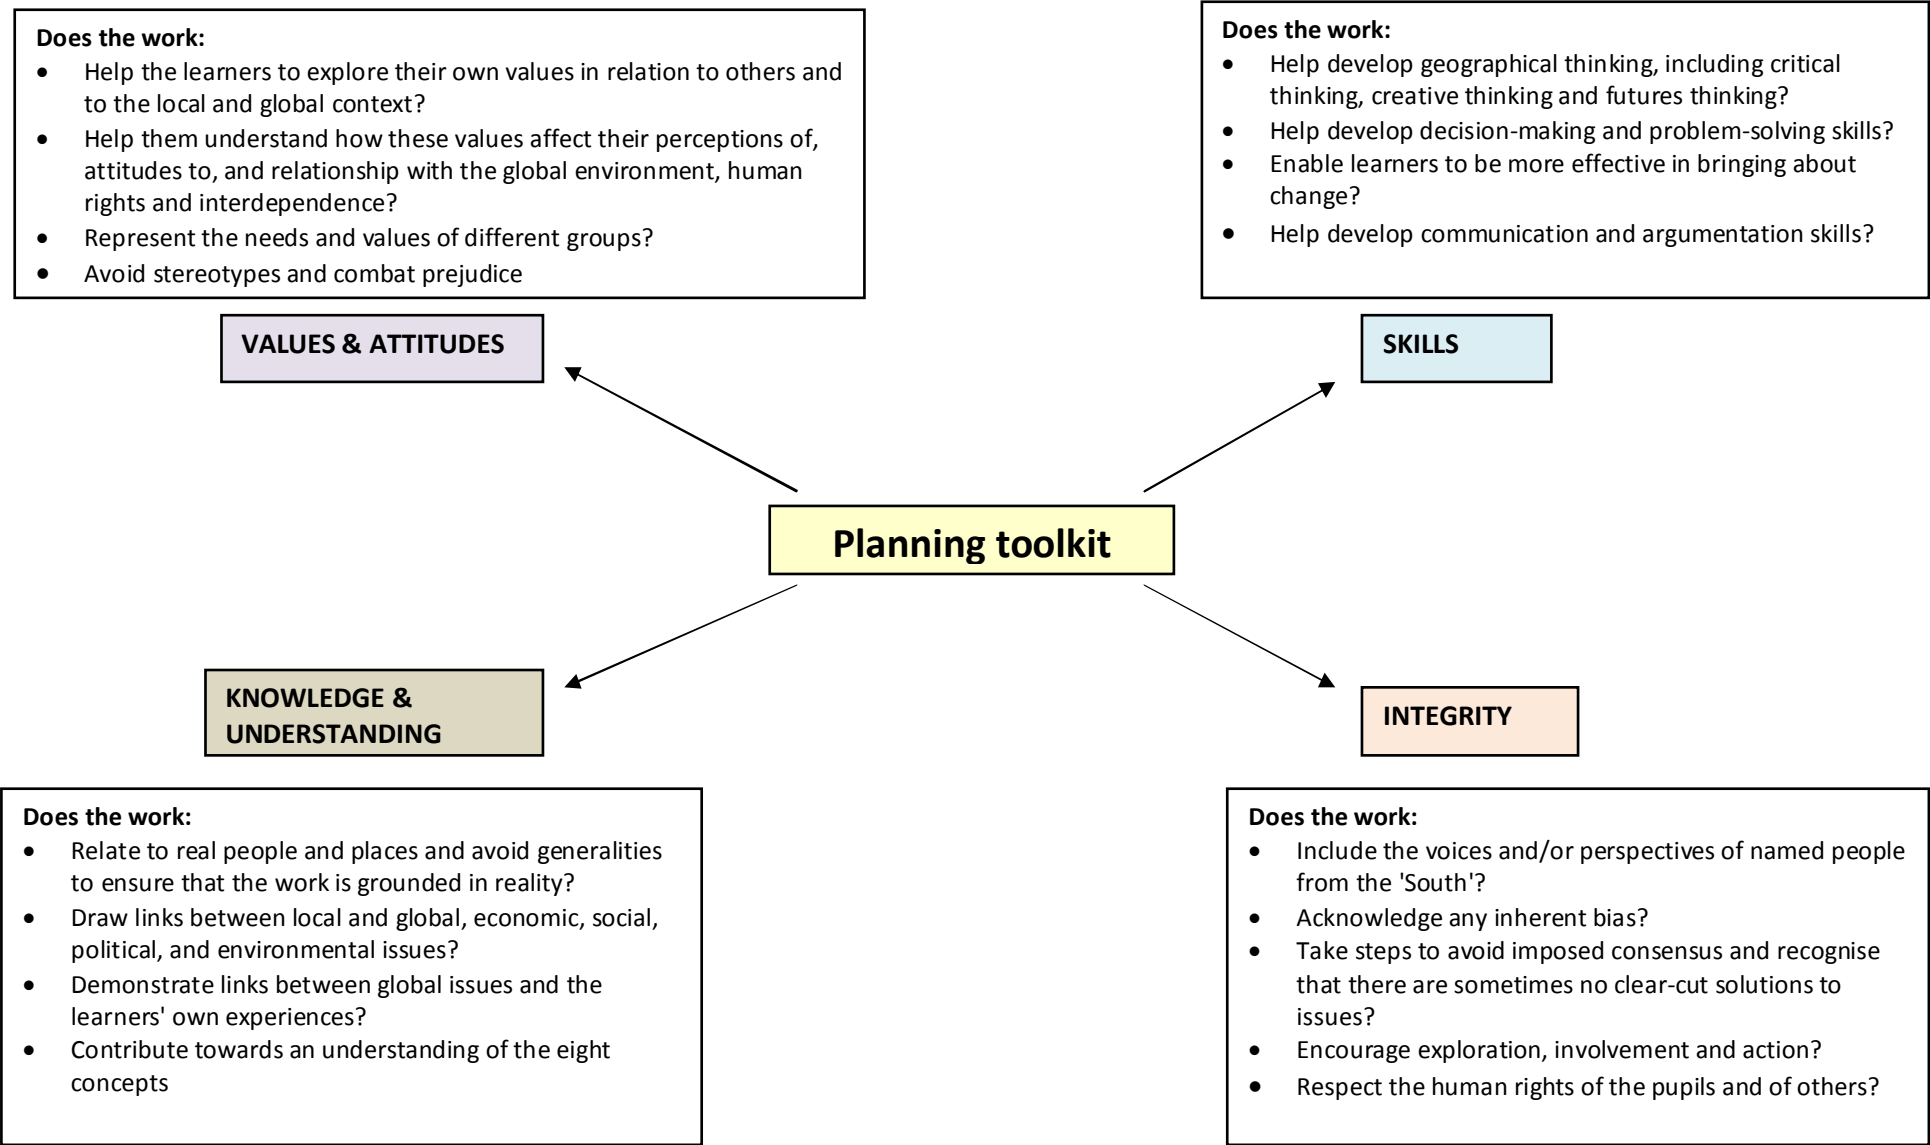 Does the work:
• Help the learners to explore their own values in relation to others and
to the local and global context?
• Help them understand how these values affect their perceptions of,
attitudes to, and relationship with the global environment, human
rights and interdependence?
• Represent the needs and values of different groups?
• Avoid stereotypes and combat prejudice
VALUES & ATTITUDES
Does the work:
• Help develop geographical thinking, including critical
thinking, creative thinking and futures thinking?
• Help develop decision-making and problem-solving skills?
• Enable learners to be more effective in bringing about
change?
• Help develop communication and argumentation skills?
SKILLS
Planning toolkit
KNOWLEDGE &
UNDERSTANDING
Does the work:
• Relate to real people and places and avoid generalities
to ensure that the work is grounded in reality?
• Draw links between local and global, economic, social,
political, and environmental issues?
• Demonstrate links between global issues and the
learners' own experiences?
• Contribute towards an understanding of the eight
concepts
INTEGRITY
Does the work:
• Include the voices and/or perspectives of named people
from the 'South'?
• Acknowledge any inherent bias?
• Take steps to avoid imposed consensus and recognise
that there are sometimes no clear-cut solutions to
issues?
• Encourage exploration, involvement and action?
• Respect the human rights of the pupils and of others?